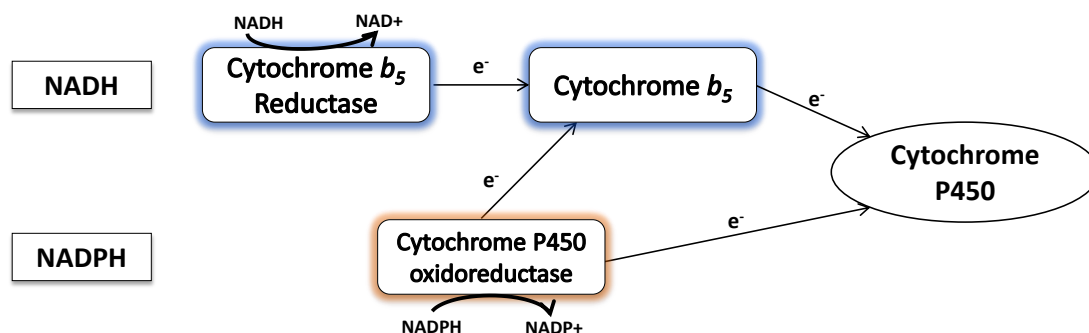 NADH NAD+
NADH
Cytochrome b5
Reductase
e-
Cytochrome b5
e-
Cytochrome
P450
e-
e-
NADPH
Cytochrome P450
oxidoreductase
NADPH NADP+